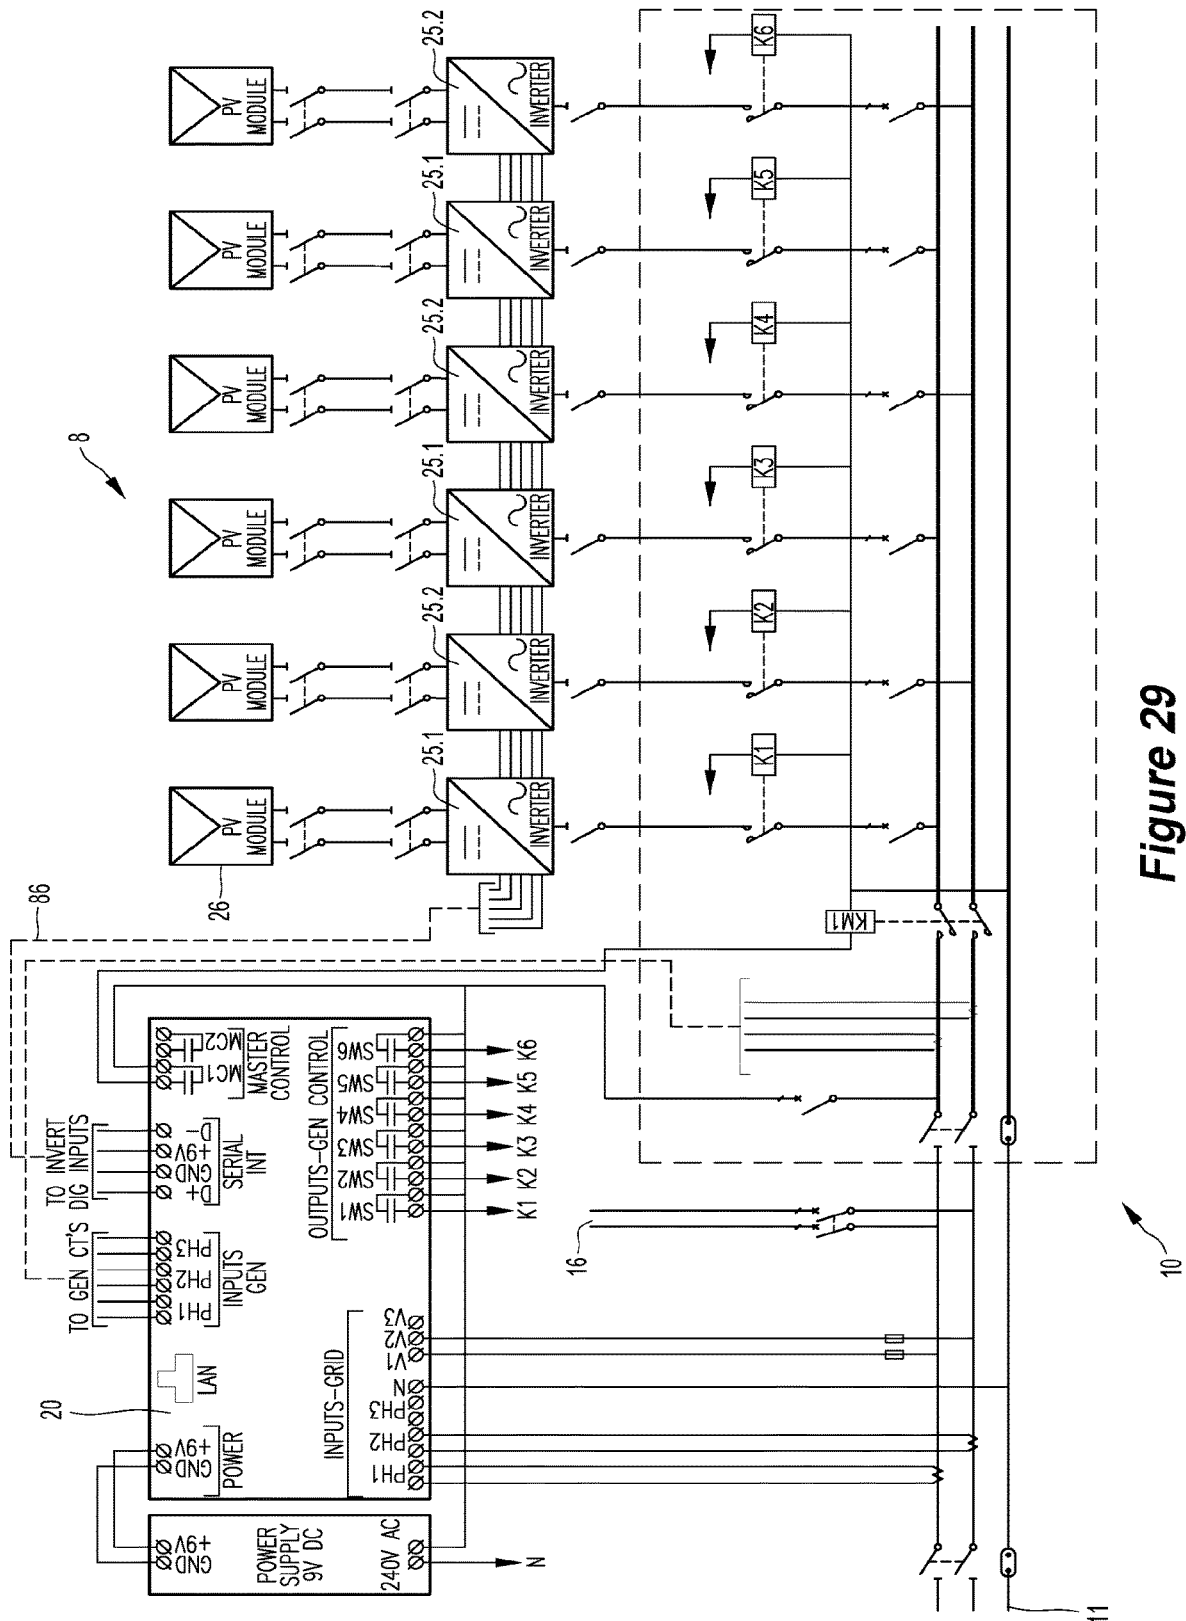 8
86
26
PV
MODULE
PV
MODULE
PV
MODULE
PV
MODULE
PV
MODULE
PV
MODULE
25.1
25.2
25.1
25.2
25.1
25.2
INVERTER
INVERTER
INVERTER
INVERTER
INVERTER
INVERTER
K1
K2
K3
K4
K5
K6
KM1
20
POWER
SUPPLY
9V DC
GND
+9V
240V AC
N
GND
+9V
POWER
LAN
TO GEN CT'S
PH1
PH2
PH3
INPUTS
GEN
TO INVERT
DIG INPUTS
D+
GND
+9V
D-
SERIAL
INT
MC1
MC2
MASTER
CONTROL
INPUTS-GRID
PH1
PH2
PH3
N
V1
V2
V3
OUTPUTS-GEN CONTROL
SW1
SW2
SW3
SW4
SW5
SW6
K1
K2
K3
K4
K5
K6
16
11
10
Figure 29